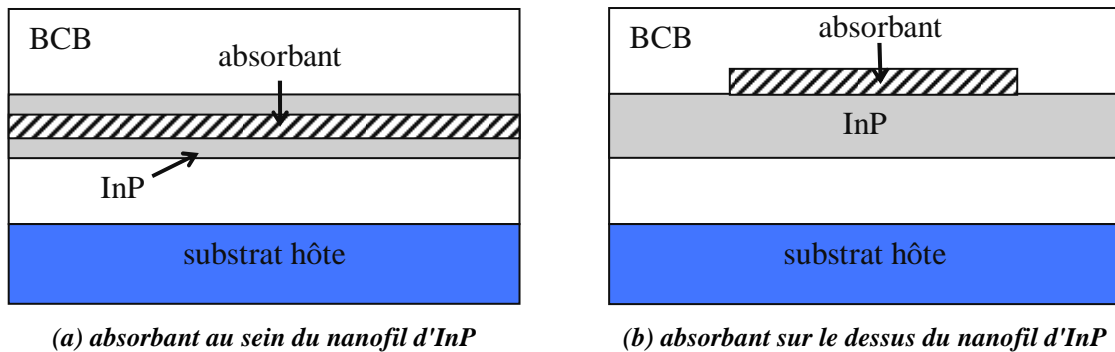 BCB
absorbant
InP
substrat hôte
(a) absorbant au sein du nanofil d'InP
BCB
absorbant
InP
substrat hôte
(b) absorbant sur le dessus du nanofil d'InP